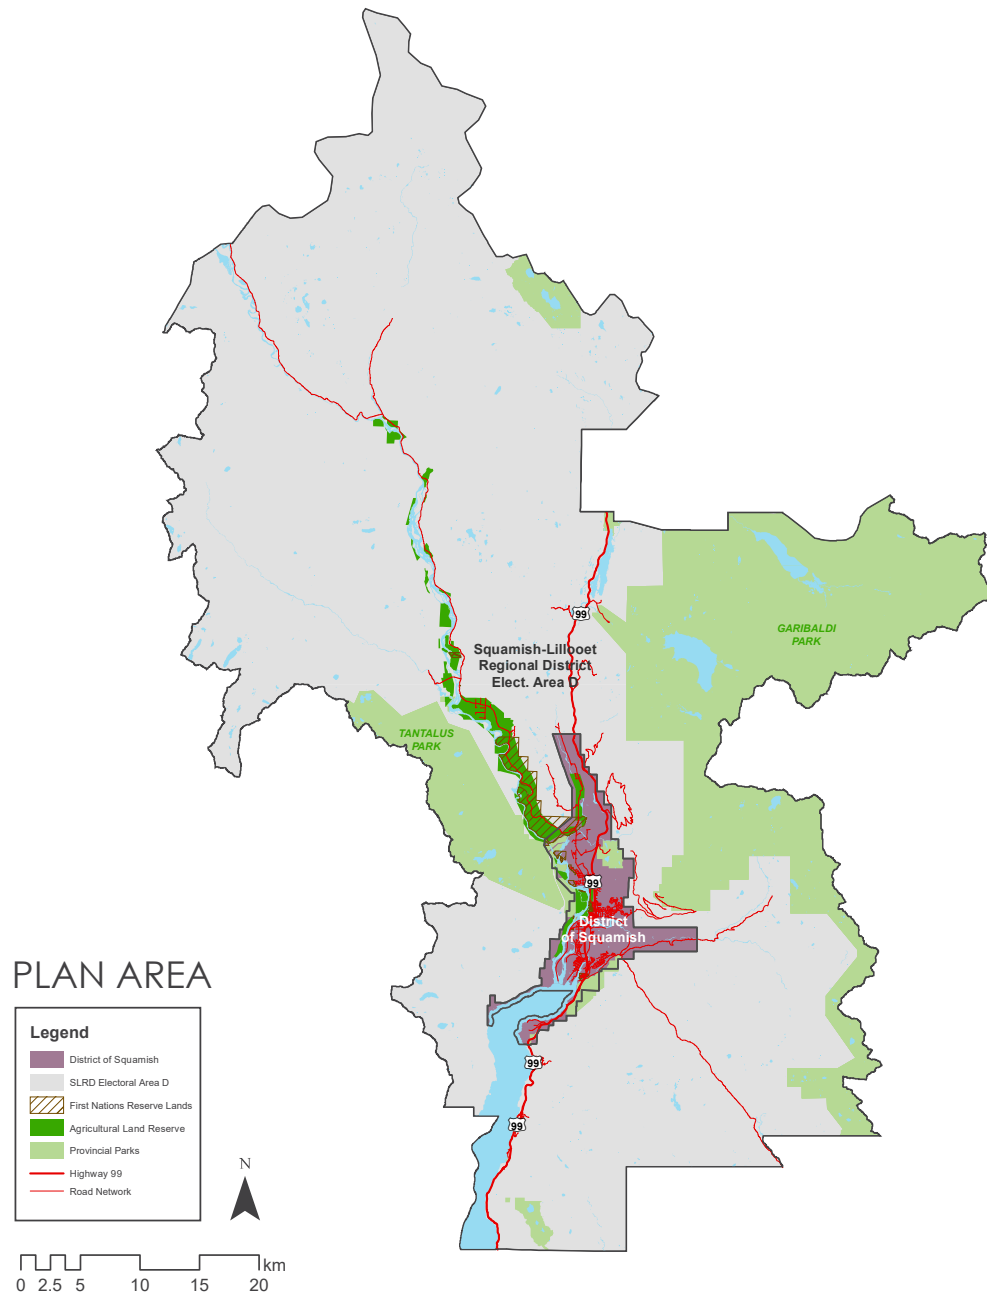 99
GARIBALDI
PARK
Squamish-Lillooet
Regional District
Elect. Area D
TANTALUS
PARK
99
District
of Squamish
PLAN AREA
Legend
District of Squamish
SLRD Electoral Area D
First Nations Reserve Lands
Agricultural Land Reserve
Provincial Parks
Highway 99
Road Network
99
99
N
km
0 2.5 5 10 15 20